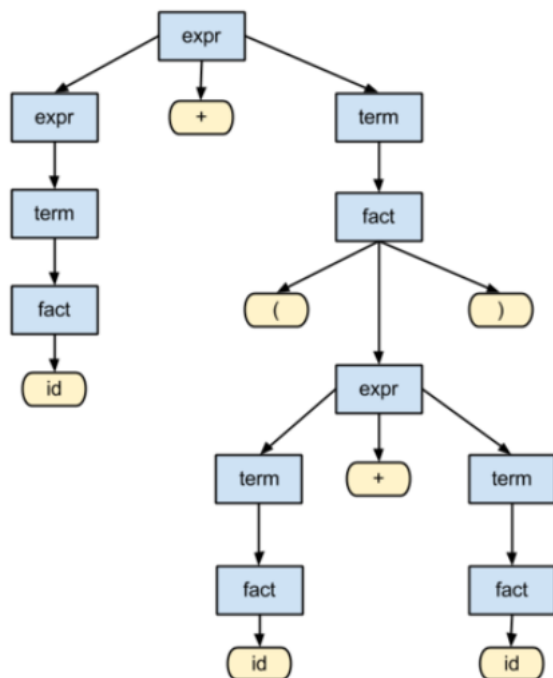 expr
expr + term
term fact
fact ( )
id expr
term + term
fact fact
id id